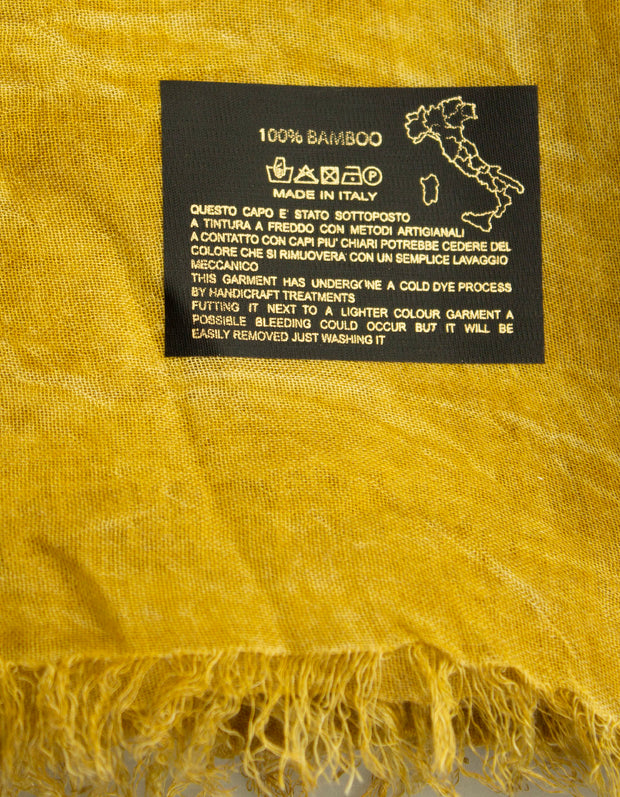 100% BAMBOO
MADE IN ITALY
QUESTO CAPO E' STATO SOTTOPOSTO
A TINTURA A FREDDO CON METODI ARTIGIANALI
A CONTATTO CON CAPI PIU' CHIARI POTREBBE CEDERE DEL
COLORE CHE SI RIMUOVERA' CON UN SEMPLICE LAVAGGIO
MECCANICO
THIS GARMENT HAS UNDERGONE A COLD DYE PROCESS
BY HANDICRAFT TREATMENTS
FUTTING IT NEXT TO A LIGHTER COLOUR GARMENT A
POSSIBLE BLEEDING COULD OCCUR BUT IT WILL BE
EASILY REMOVED JUST WASHING IT